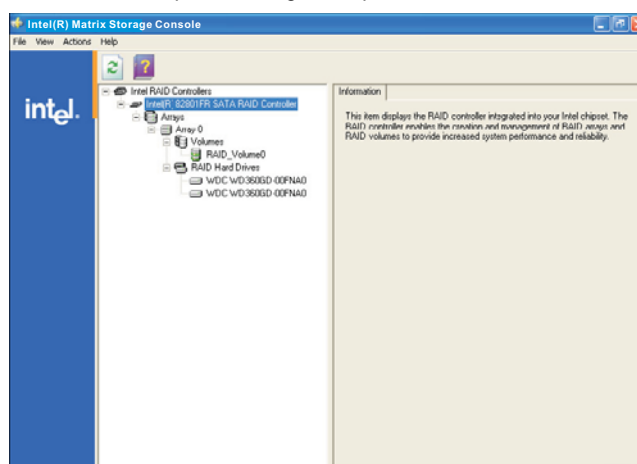 Intel(R) Matrix Storage Console
File View Actions Help
intel.
Intel RAID Controllers
Intel(R) 82801FR SATA RAID Controller
Arrays
Array 0
Volumes
RAID_Volume0
RAID Hard Drives
WDC WD360GD-00FNA0
WDC WD360GD-00FNA0
Information
This item displays the RAID controller integrated into your Intel chipset. The
RAID controller enables the creation and management of RAID arrays and
RAID volumes to provide increased system performance and reliability.